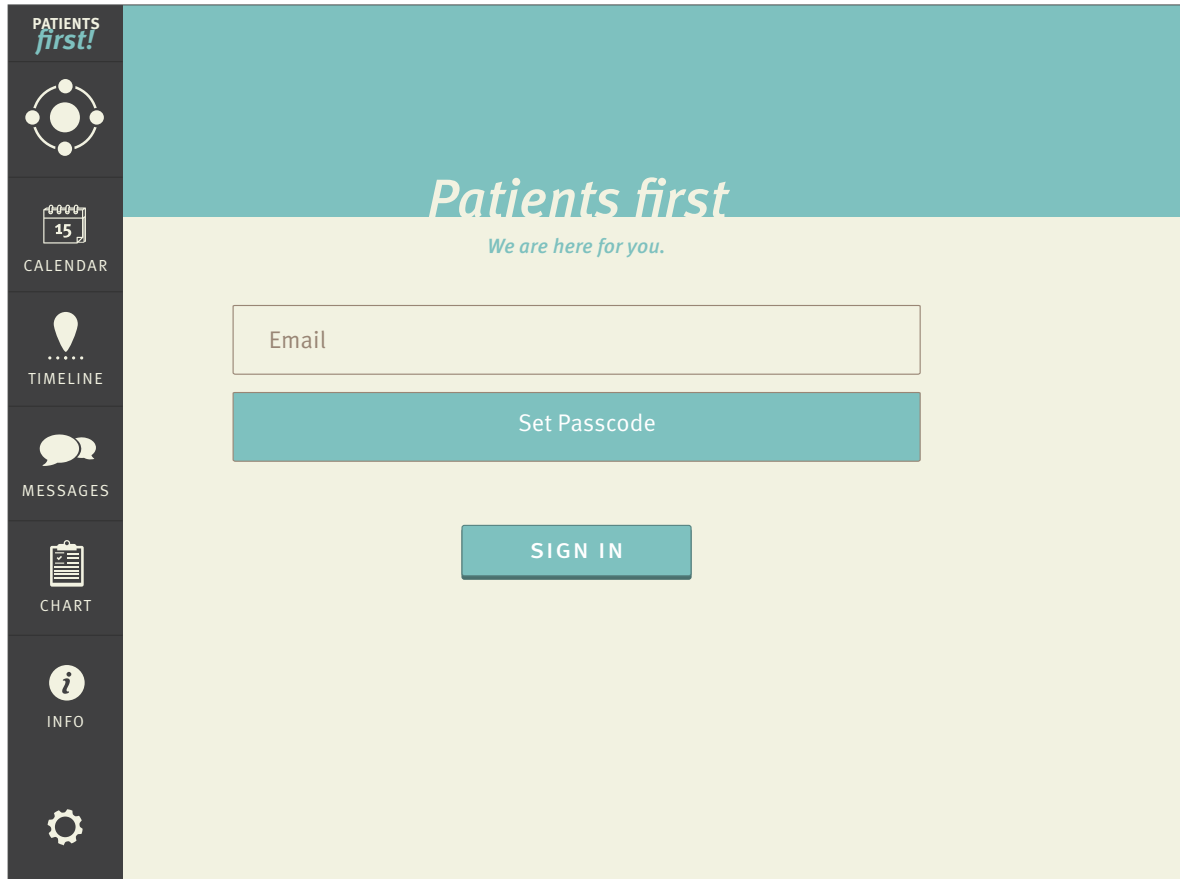 PATIENTS
first!
15
CALENDAR
TIMELINE
MESSAGES
CHART
i
INFO
Patients first
We are here for you.
Email
Set Passcode
SIGN IN